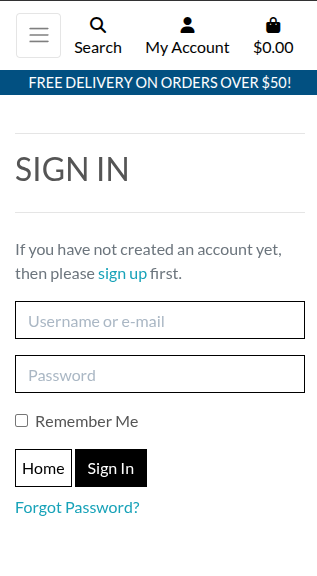 Search My Account $0.00
FREE DELIVERY ON ORDERS OVER $50!
SIGN IN
If you have not created an account yet,
then please sign up first.
Username or e-mail
Password
Remember Me
Home Sign In
Forgot Password?